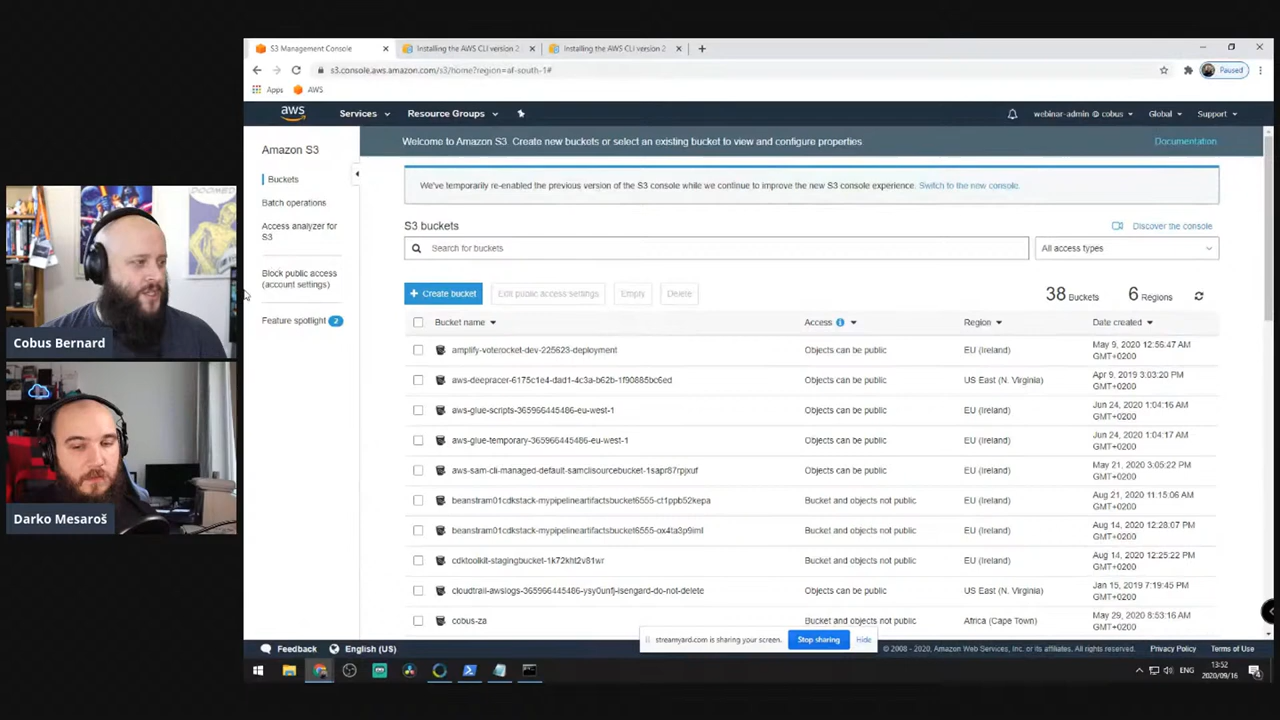 S3 Management Console
Installing the AWS CLI version 2
Installing the AWS CLI version 2
s3.console.aws.amazon.com/s3/home?region=af-south-1#
Paused
Apps
AWS
aws
Services
Resource Groups
webinar-admin @ cobus
Global
Support
Amazon S3
Buckets
Batch operations
Access analyzer for
S3
Block public access
(account settings)
Feature spotlight 2
Welcome to Amazon S3. Create new buckets or select an existing bucket to view and configure properties
Documentation
We've temporarily re-enabled the previous version of the S3 console while we continue to improve the new S3 console experience. Switch to the new console.
S3 buckets
Discover the console
Search for buckets
All access types
+ Create bucket
Edit public access settings
Empty
Delete
38 Buckets
6 Regions
Bucket name
Access
Region
Date created
amplify-voterocket-dev-225623-deployment
Objects can be public
EU (Ireland)
May 9, 2020 12:56:47 AM
GMT+0200
aws-deepracer-6175c1e4-dad1-4c3a-b62b-1f90885bc6ed
Objects can be public
US East (N. Virginia)
Apr 9, 2019 3:03:20 PM
GMT+0200
aws-glue-scripts-365966445486-eu-west-1
Objects can be public
EU (Ireland)
Jun 24, 2020 1:04:16 AM
GMT+0200
aws-glue-temporary-365966445486-eu-west-1
Objects can be public
EU (Ireland)
Jun 24, 2020 1:04:17 AM
GMT+0200
aws-sam-cli-managed-default-samclisourcebucket-1sapr87rpjxuf
Objects can be public
EU (Ireland)
May 21, 2020 3:05:22 PM
GMT+0200
beanstram01cdkstack-mypipelineartifactsbucket6555-ct1ppb52kepa
Bucket and objects not public
EU (Ireland)
Aug 21, 2020 11:15:06 AM
GMT+0200
beanstram01cdkstack-mypipelineartifactsbucket6555-ox4ta3p9iml
Bucket and objects not public
EU (Ireland)
Aug 14, 2020 12:28:07 PM
GMT+0200
cdktoolkit-stagingbucket-1k72kht2v81wr
Bucket and objects not public
EU (Ireland)
Aug 14, 2020 12:25:22 PM
GMT+0200
cloudtrail-awslogs-365966445486-ysy0unfj-isengard-do-not-delete
Objects can be public
US East (N. Virginia)
Jan 15, 2019 7:19:45 PM
GMT+0200
cobus-za
Bucket and objects not public
Africa (Cape Town)
May 29, 2020 8:53:16 AM
GMT+0200
streamyard.com is sharing your screen.
Stop sharing
Hide
Feedback
English (US)
© 2008 - 2020, Amazon Web Services, Inc. or its affiliates. All rights reserved.
Privacy Policy
Terms of Use
ENG
13:52
2020/09/16
DOOMED
Cobus Bernard
Darko Mesaroš